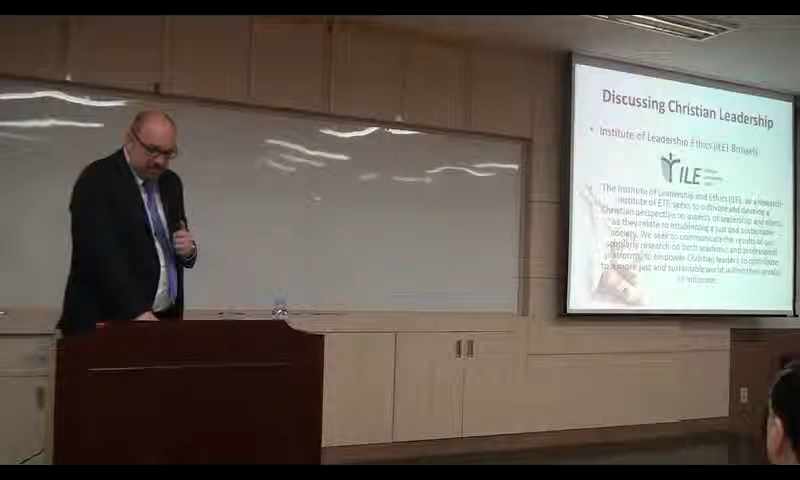 Discussing Christian Leadership
• Institute of Leadership Ethics (ILE) Brussels)
ILE
The Institute of Leadership and Ethics (ILE), as a research
institute of ETF seeks to cultivate and develop a
Christian perspective on aspects of leadership and ethics,
as they relate to establishing a just and sustainable
society. We seek to communicate the results of our
scholarly research on both academic and professional
platforms, to empower Christian leaders to contribute
to a more just and sustainable world within their spheres
of influence.